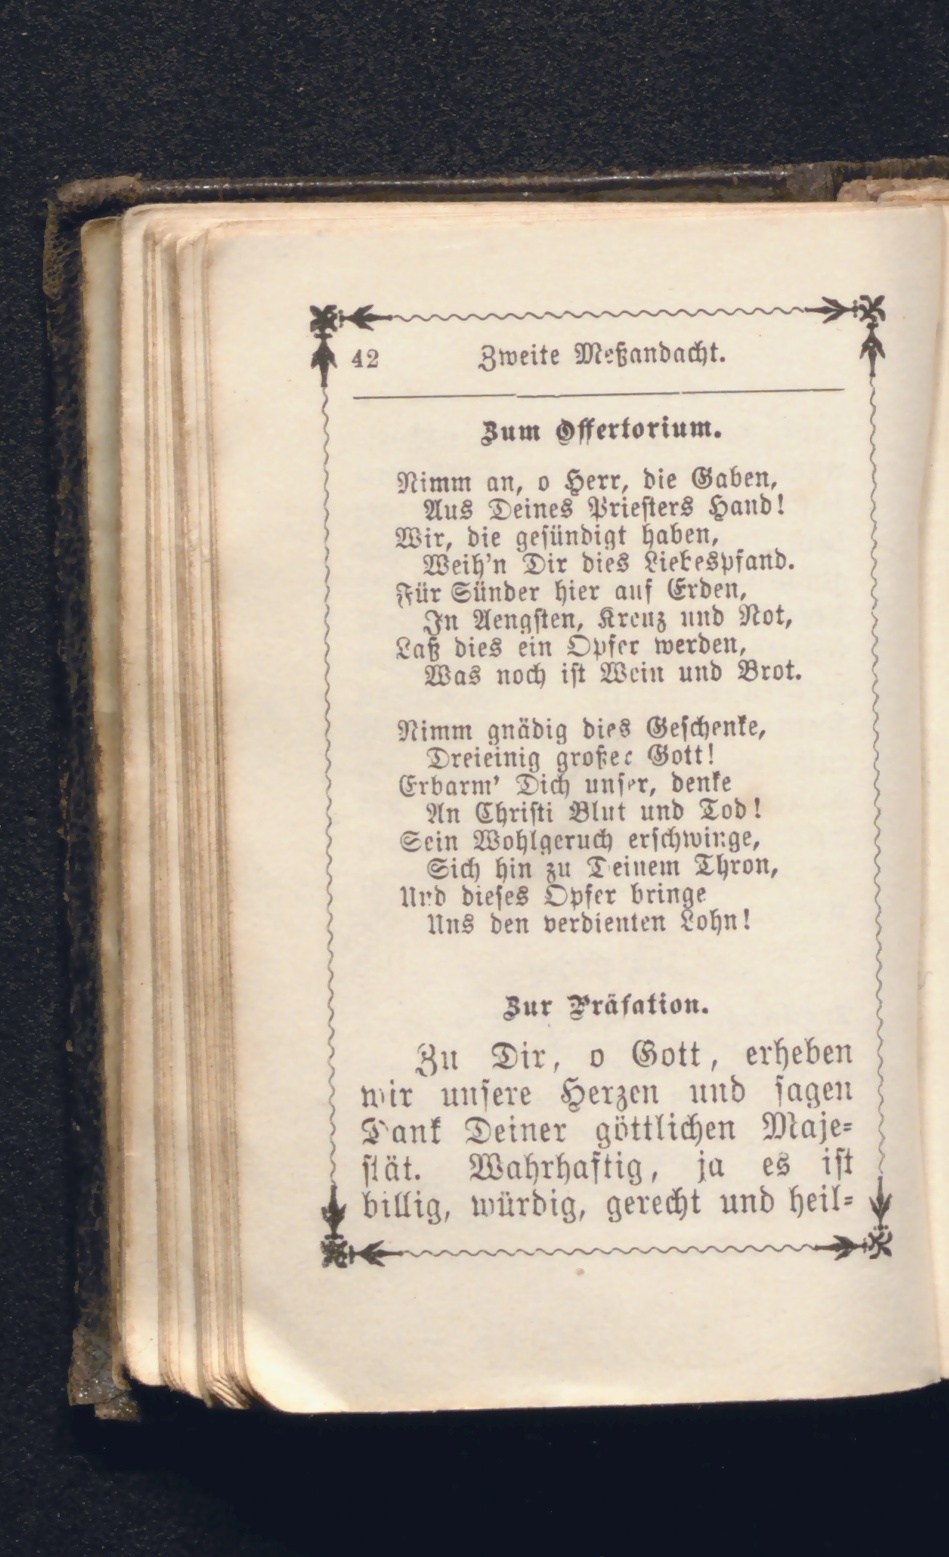 42 Zweite Meßandacht.
Zum Offertorium.
Nimm an, o Herr, die Gaben,
Aus Deines Priesters Hand!
Wir, die gesündigt haben,
Weih'n Dir dies Liebespfand.
Für Sünder hier auf Erden,
In Aengsten, Kreuz und Not,
Laß dies ein Opfer werden,
Was noch ist Wein und Brot.
Nimm gnädig dies Geschenke,
Dreieinig großer Gott!
Erbarm' Dich unser, denke
An Christi Blut und Tod!
Sein Wohlgeruch erschwinge,
Sich hin zu Deinem Thron,
Und dieses Opfer bringe
Uns den verdienten Lohn!
Zur Präfation.
Zu Dir, o Gott, erheben
wir unsere Herzen und sagen
Dank Deiner göttlichen Maje-
stät. Wahrhaftig, ja es ist
billig, würdig, gerecht und heil-